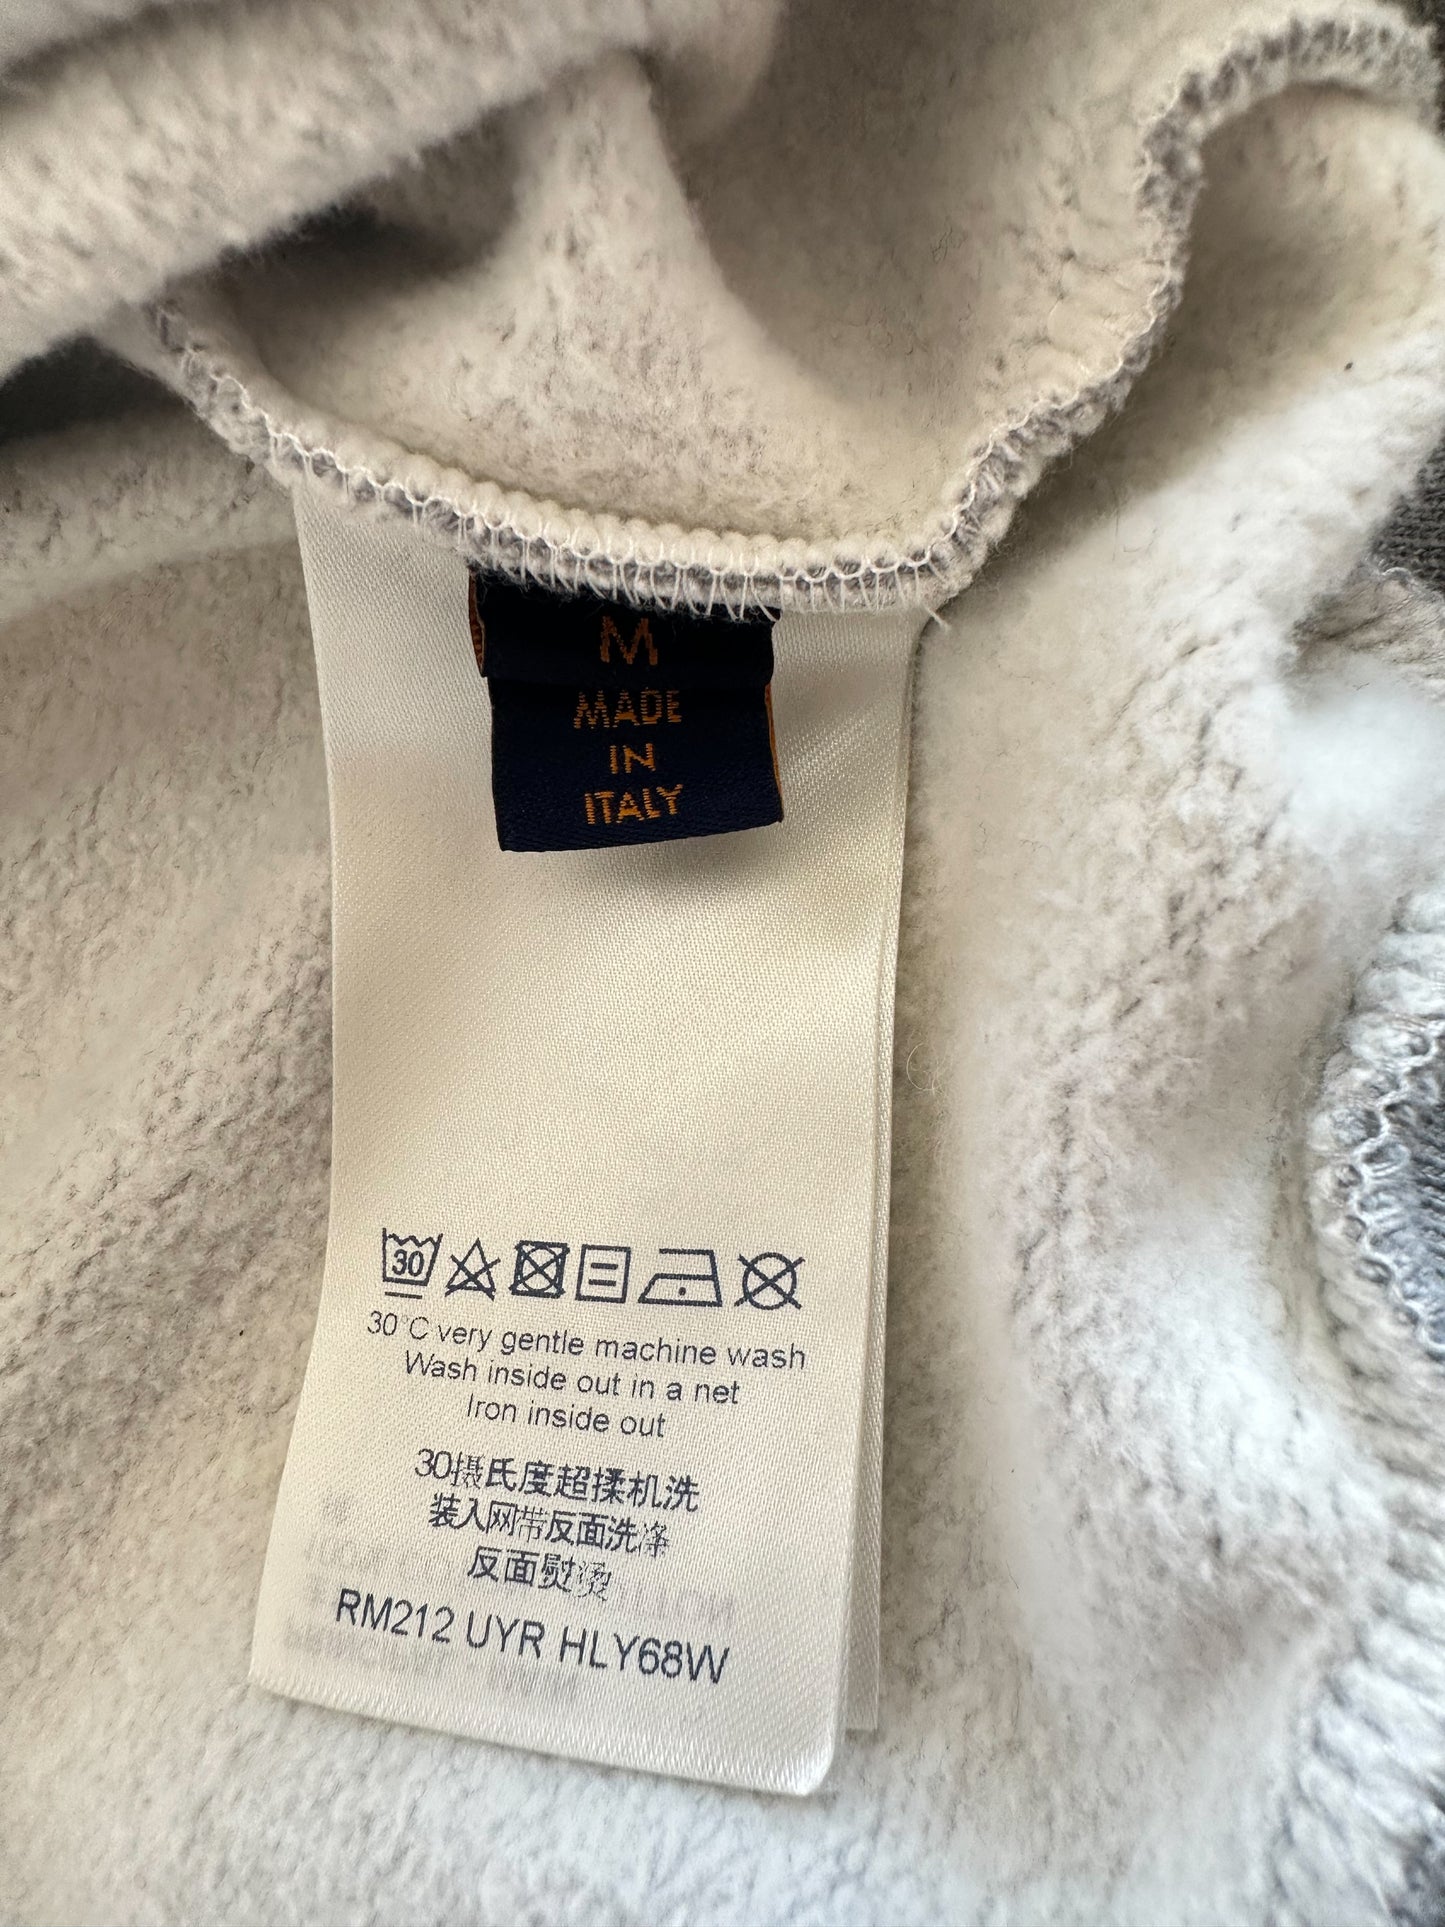 M
MADE
IN
ITALY
30
30°C very gentle machine wash
Wash inside out in a net
Iron inside out
30摄氏度超揉机洗
装入网带反面洗涤
反面熨烫
RM212 UYR HLY68W